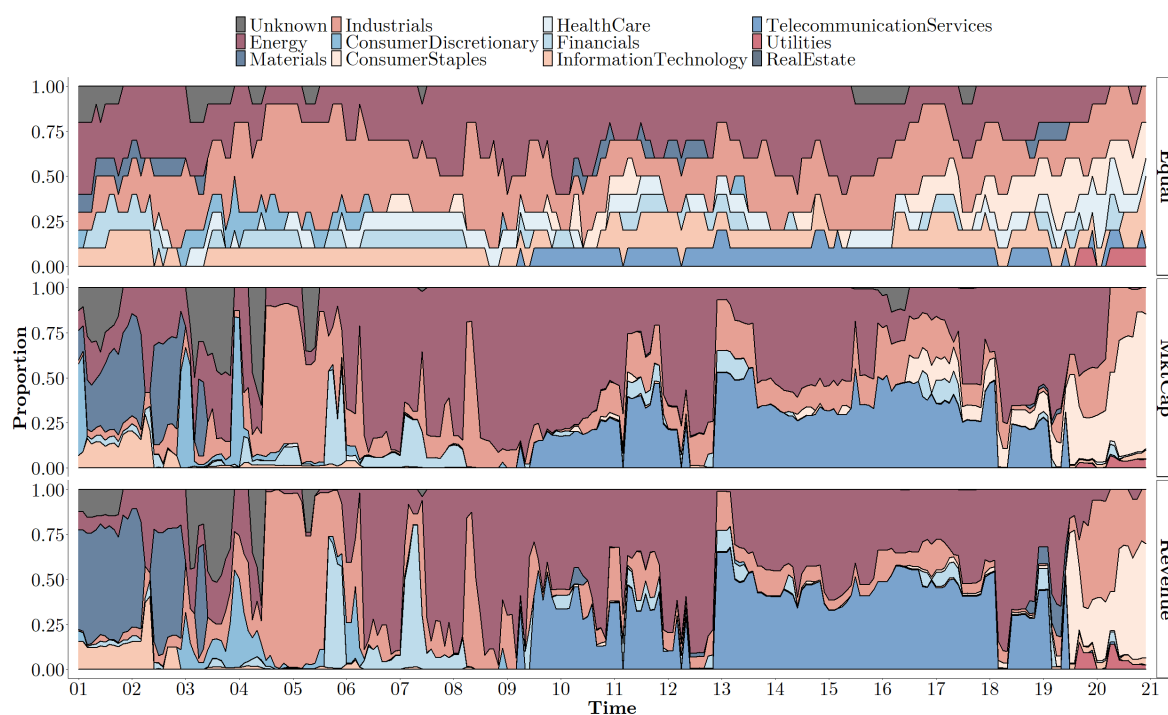 Unknown Industrials HealthCare TelecommunicationServices
Energy ConsumerDiscretionary Financials Utilities
Materials ConsumerStaples InformationTechnology RealEstate
1.00
0.75
0.50
0.25
0.00
Equal
1.00
0.75
0.50
0.25
0.00
MktCap
Proportion
1.00
0.75
0.50
0.25
0.00
Revenue
01 02 03 04 05 06 07 08 09 10 11 12 13 14 15 16 17 18 19 20 21
Time